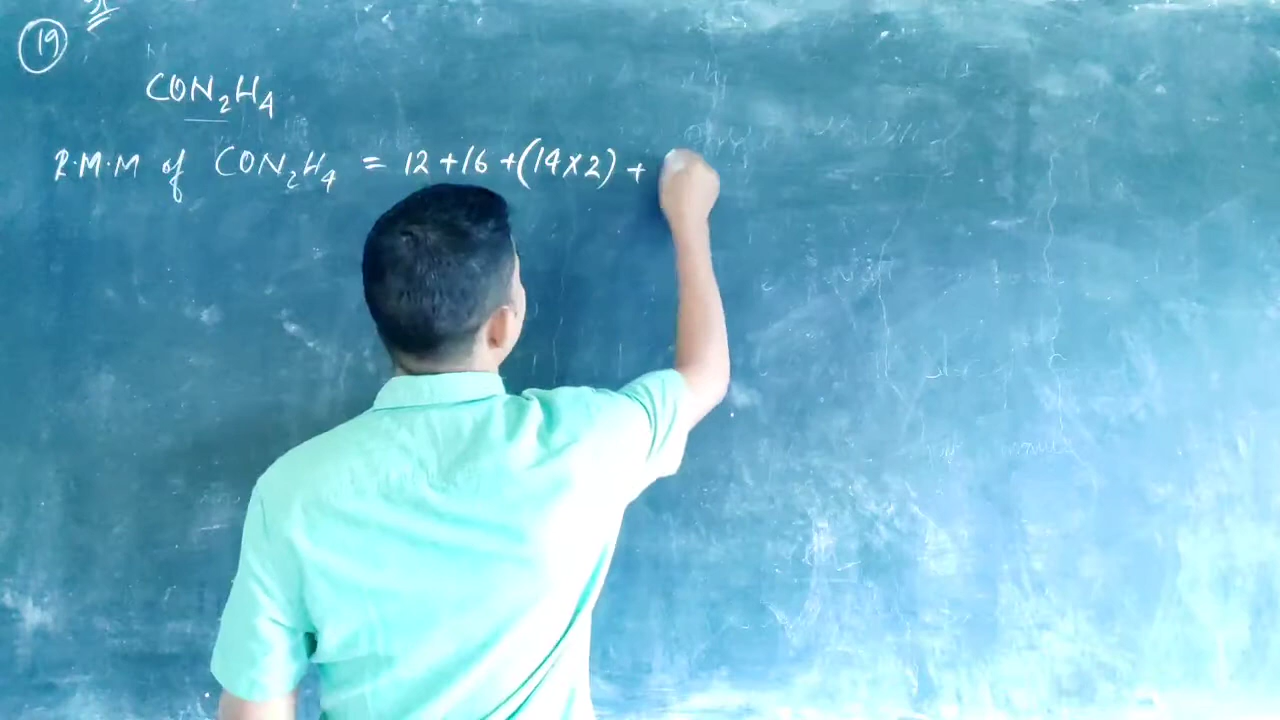 19
CON₂H₄
R.M.M of CON₂H₄ = 12 + 16 + (14 × 2) +